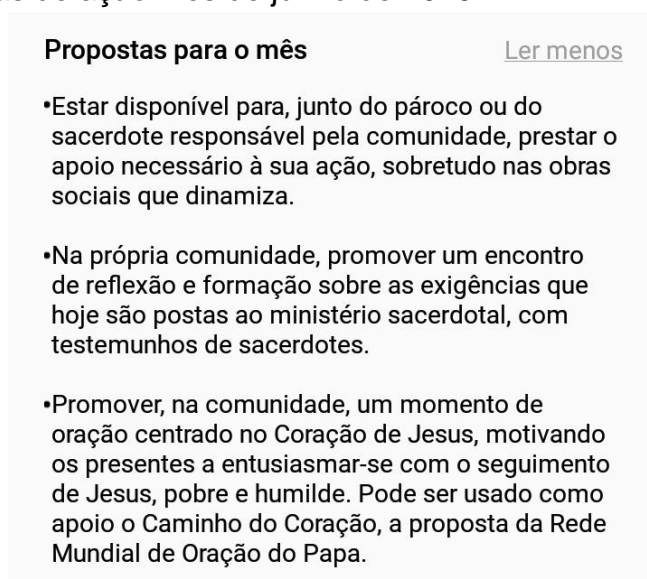 Propostas para o mês
Ler menos
•Estar disponível para, junto do pároco ou do
sacerdote responsável pela comunidade, prestar o
apoio necessário à sua ação, sobretudo nas obras
sociais que dinamiza.
•Na própria comunidade, promover um encontro
de reflexão e formação sobre as exigências que
hoje são postas ao ministério sacerdotal, com
testemunhos de sacerdotes.
•Promover, na comunidade, um momento de
oração centrado no Coração de Jesus, motivando
os presentes a entusiasmar-se com o seguimento
de Jesus, pobre e humilde. Pode ser usado como
apoio o Caminho do Coração, a proposta da Rede
Mundial de Oração do Papa.